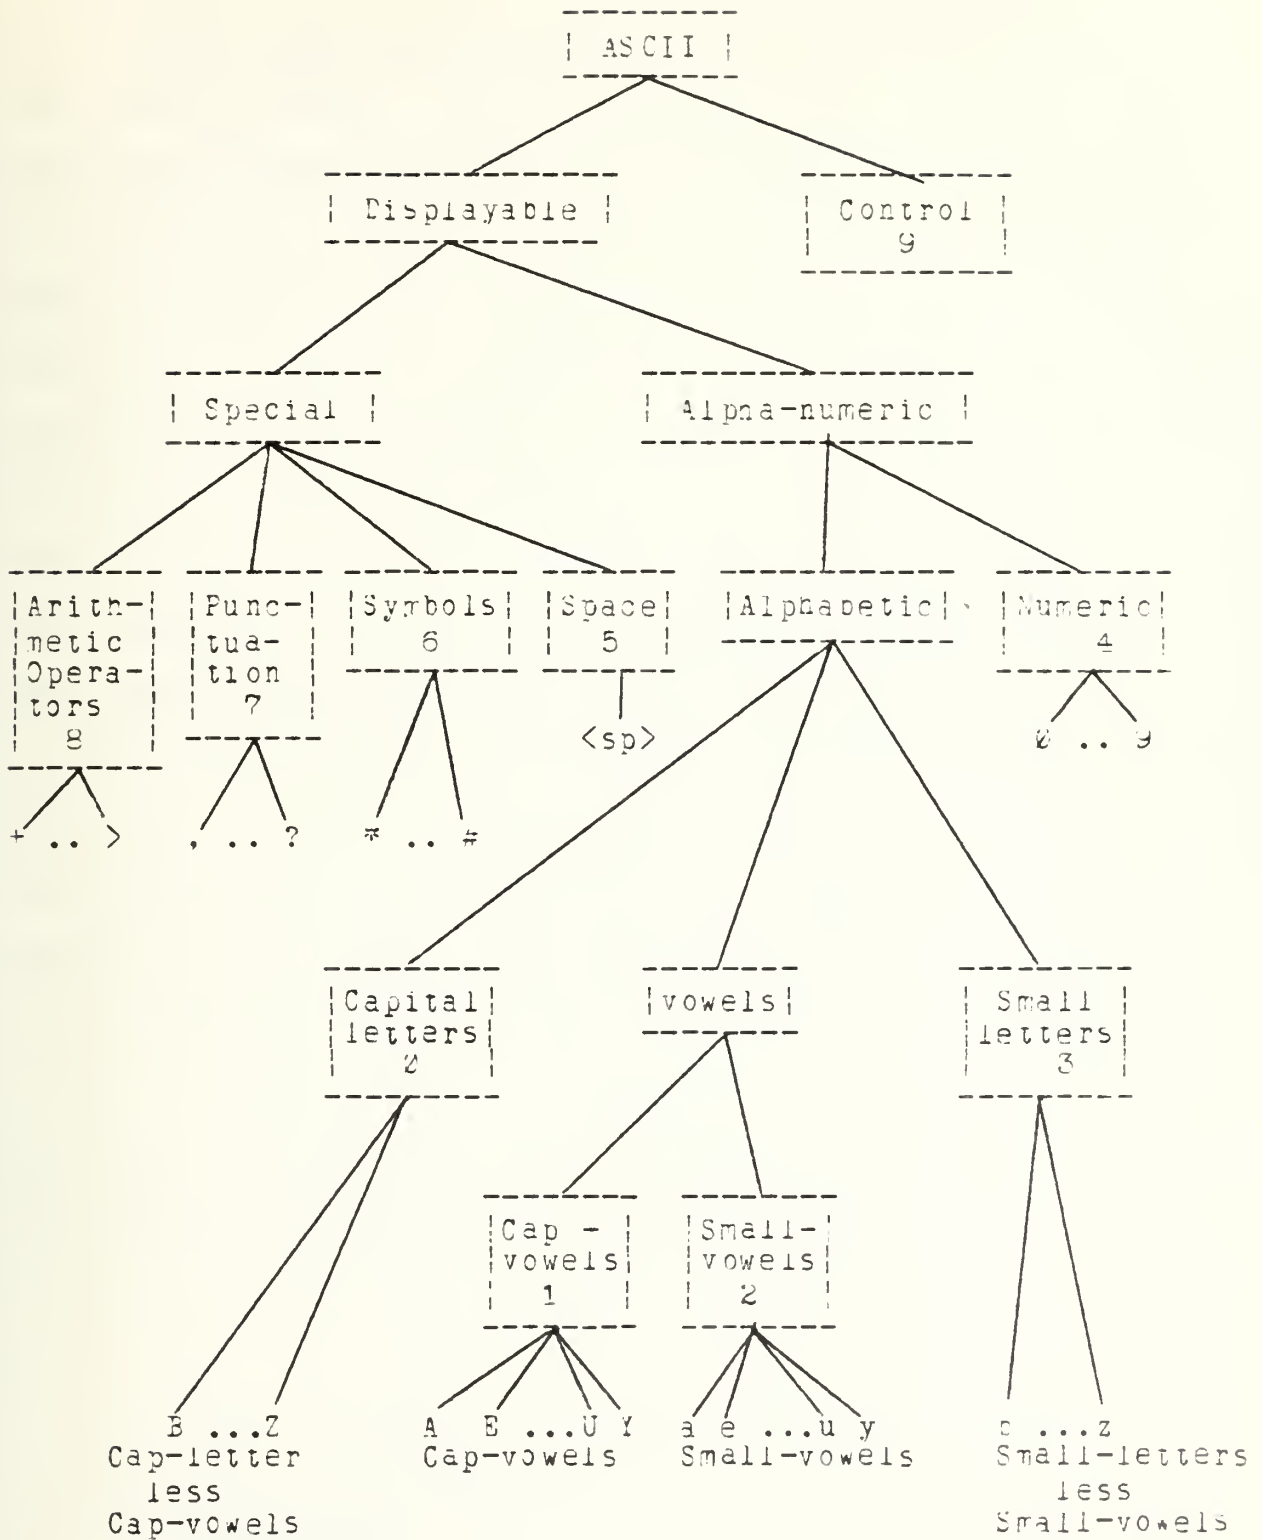 ASCII
Displayable
Control
9
Special
Alpha-numeric
Arith-
metic
Opera-
tors
8
Punc-
tua-
tion
7
Symbols
6
Space
5
Alphabetic
Numeric
4
<sp>
0 .. 9
+ .. >
, .. ?
* .. #
Capital
letters
0
vowels
Small
letters
3
Cap -
vowels
1
Small-
vowels
2
B ...Z
Cap-letter
less
Cap-vowels
A E ...U Y
Cap-vowels
a e ...u y
Small-vowels
b ...z
Small-letters
less
Small-vowels